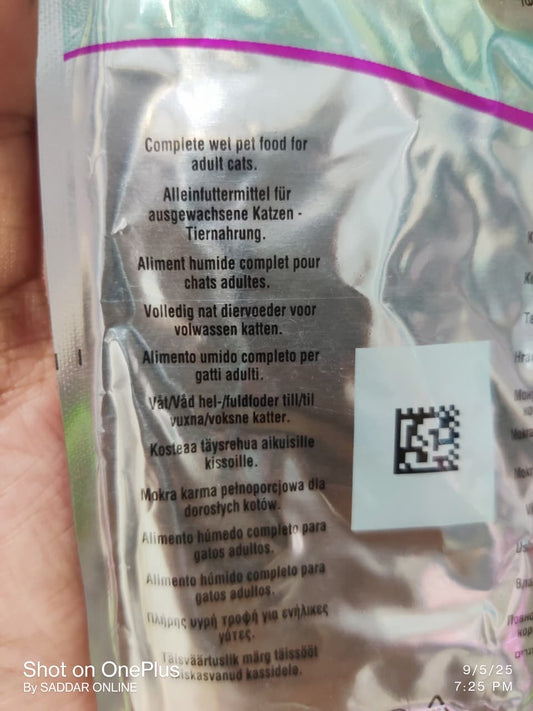 Complete wet pet food for
adult cats.
Alleinfuttermittel für
ausgewachsene Katzen -
Tiernahrung.
Aliment humide complet pour
chats adultes.
Volledig nat diervoeder voor
volwassen katten.
Alimento umido completo per
gatti adulti.
Våt/Våd hel-/fuldfoder till/til
vuxna/voksne katter.
Kosteaa täysrehua aikuisille
kissoille.
Mokra karma pełnoporcjowa dla
dorosłych kotów.
Alimento húmedo completo para
gatos adultos.
Alimento húmido completo para
gatos adultos.
Πλήρης υγρή τροφή για ενήλικες
γάτες.
Täisväärtuslik märg täissööt
täiskasvanud kassidele.
Shot on OnePlus
By SADDAR ONLINE
9/5/25
7:25 PM